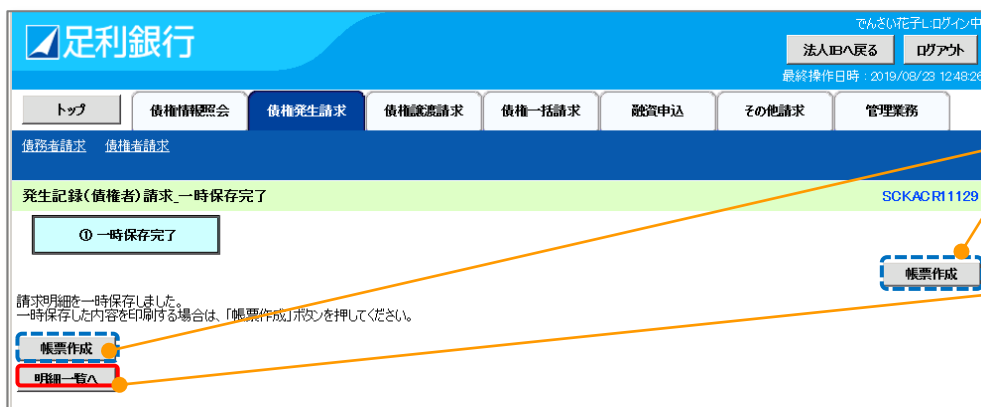 足利銀行
でんさい花子L:ログイン中
法人IBへ戻る ログアウト
最終操作日時:2019/08/23 12:48:26
トップ 債権情報照会 債権発生請求 債権譲渡請求 債権一括請求 融資申込 その他請求 管理業務
債務者請求 債権者請求
発生記録(債権者)請求_一時保存完了 SCKACR11129
① 一時保存完了
帳票作成
請求明細を一時保存しました。
一時保存した内容を印刷する場合は、「帳票作成」ボタンを押してください。
帳票作成
明細一覧へ